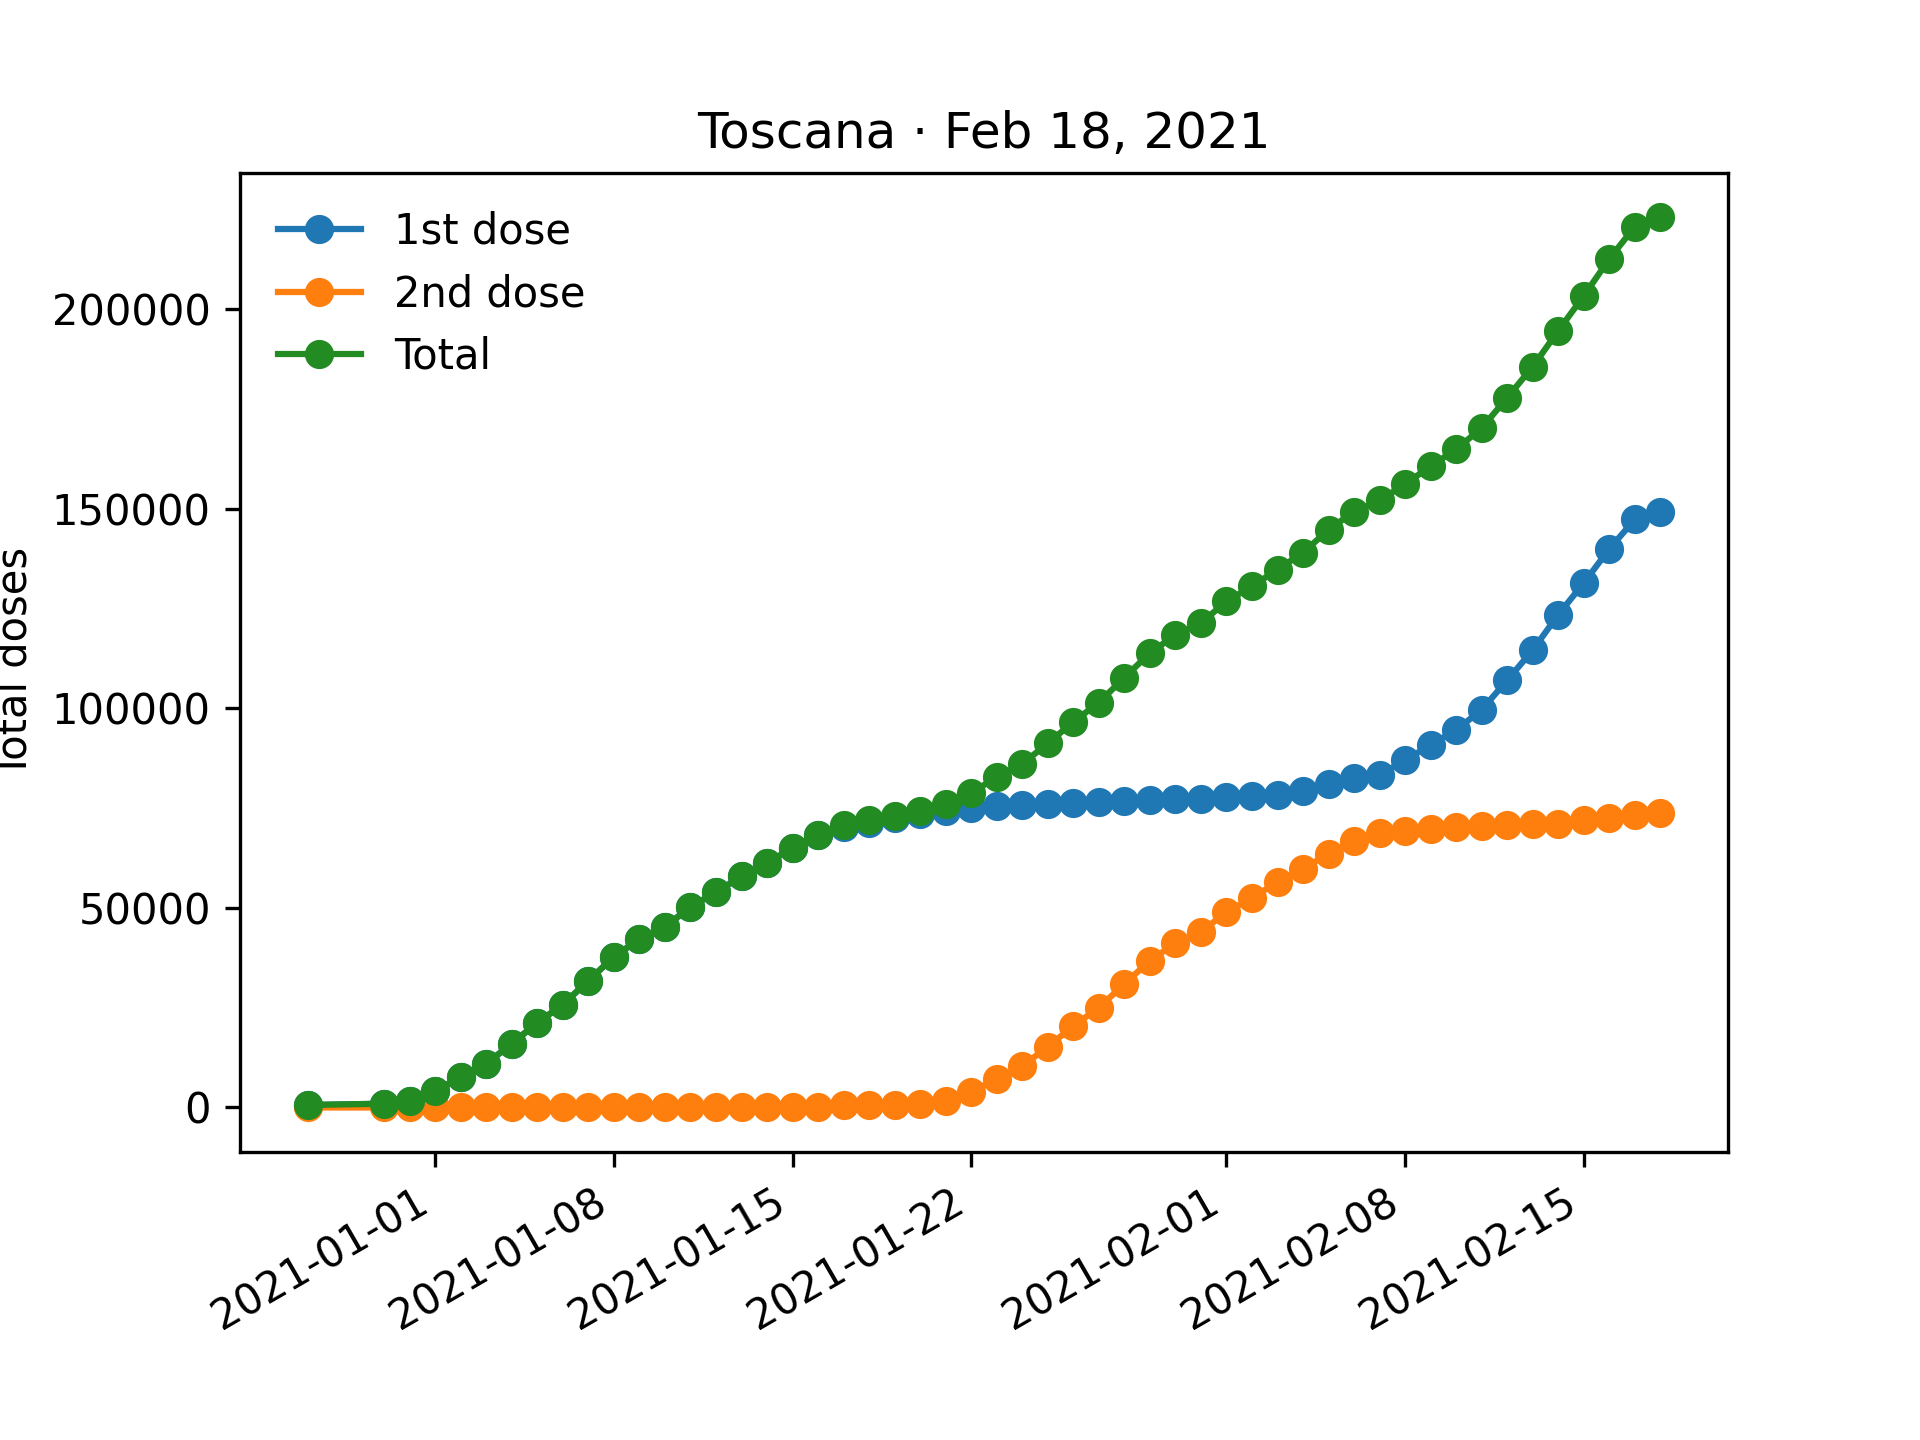 Toscana · Feb 18, 2021
1st dose
2nd dose
Total
Total doses
200000
150000
100000
50000
0
2021-01-01
2021-01-08
2021-01-15
2021-01-22
2021-02-01
2021-02-08
2021-02-15